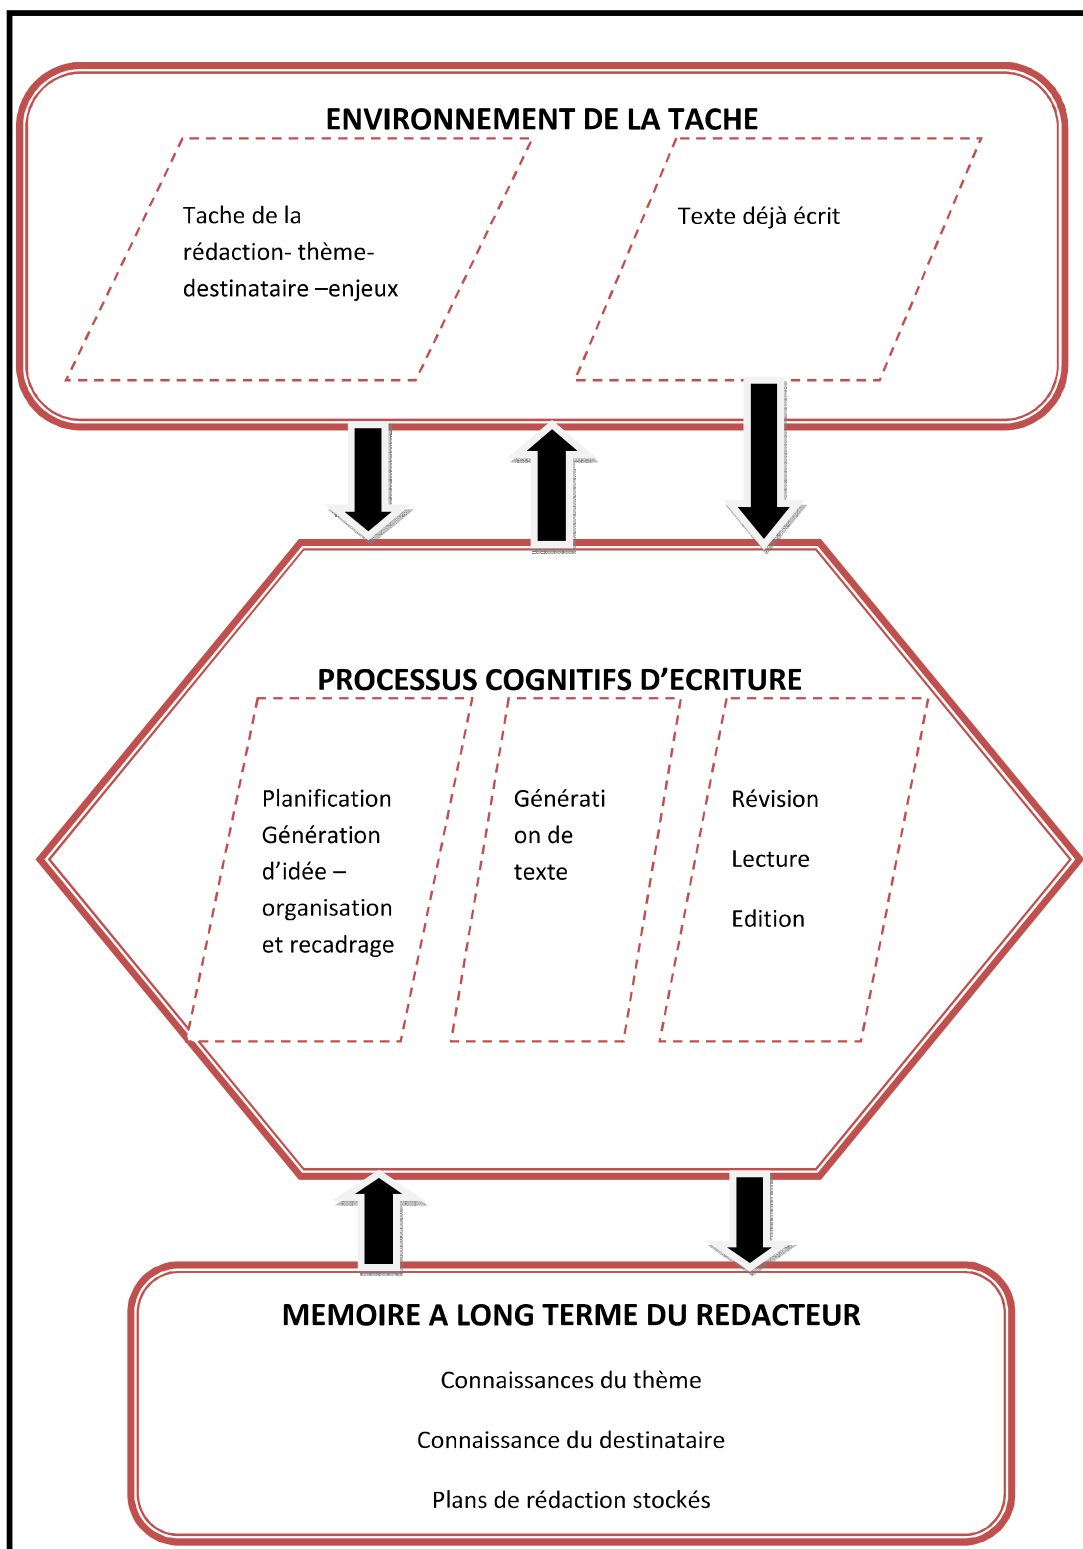 ENVIRONNEMENT DE LA TACHE
Tache de la
rédaction- thème-
destinataire –enjeux
Texte déjà écrit
PROCESSUS COGNITIFS D’ECRITURE
Planification
Génération
d’idée –
organisation
et recadrage
Générati
on de
texte
Révision
Lecture
Edition
MEMOIRE A LONG TERME DU REDACTEUR
Connaissances du thème
Connaissance du destinataire
Plans de rédaction stockés